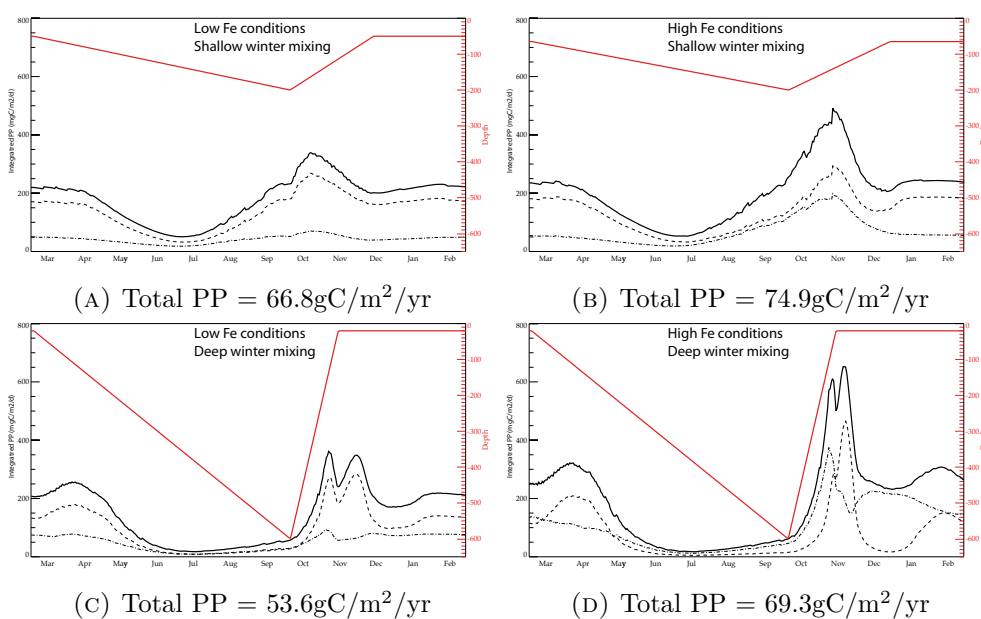 Low Fe conditions
Shallow winter mixing
Integratred PP (mgC/m2/d)
800
600
400
200
0
0
-100
-200
-300
-400
-500
-600
Depth
Mar Apr May Jun Jul Aug Sep Oct Nov Dec Jan Feb
(A) Total PP = 66.8gC/m²/yr
High Fe conditions
Shallow winter mixing
Integratred PP (mgC/m2/d)
800
600
400
200
0
0
-100
-200
-300
-400
-500
-600
Mar Apr May Jun Jul Aug Sep Oct Nov Dec Jan Feb
(B) Total PP = 74.9gC/m²/yr
Low Fe conditions
Deep winter mixing
Integratred PP (mgC/m2/d)
800
600
400
200
0
0
-100
-200
-300
-400
-500
-600
Depth
Mar Apr May Jun Jul Aug Sep Oct Nov Dec Jan Feb
(C) Total PP = 53.6gC/m²/yr
High Fe conditions
Deep winter mixing
Integratred PP (mgC/m2/d)
800
600
400
200
0
0
-100
-200
-300
-400
-500
-600
Mar Apr May Jun Jul Aug Sep Oct Nov Dec Jan Feb
(D) Total PP = 69.3gC/m²/yr